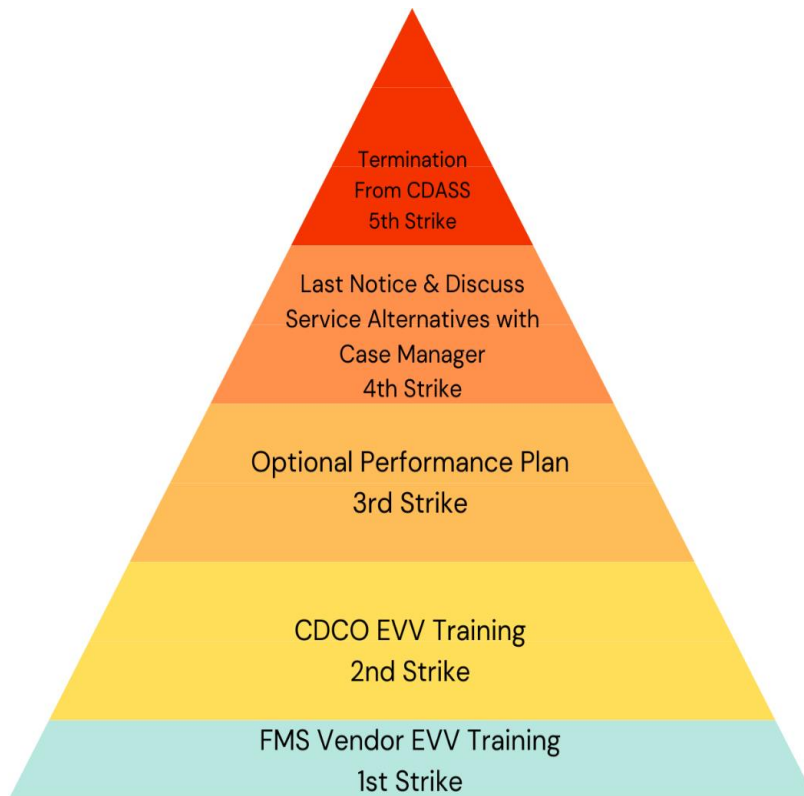 Termination
From CDASS
5th Strike
Last Notice & Discuss
Service Alternatives with
Case Manager
4th Strike
Optional Performance Plan
3rd Strike
CDCO EVV Training
2nd Strike
FMS Vendor EVV Training
1st Strike